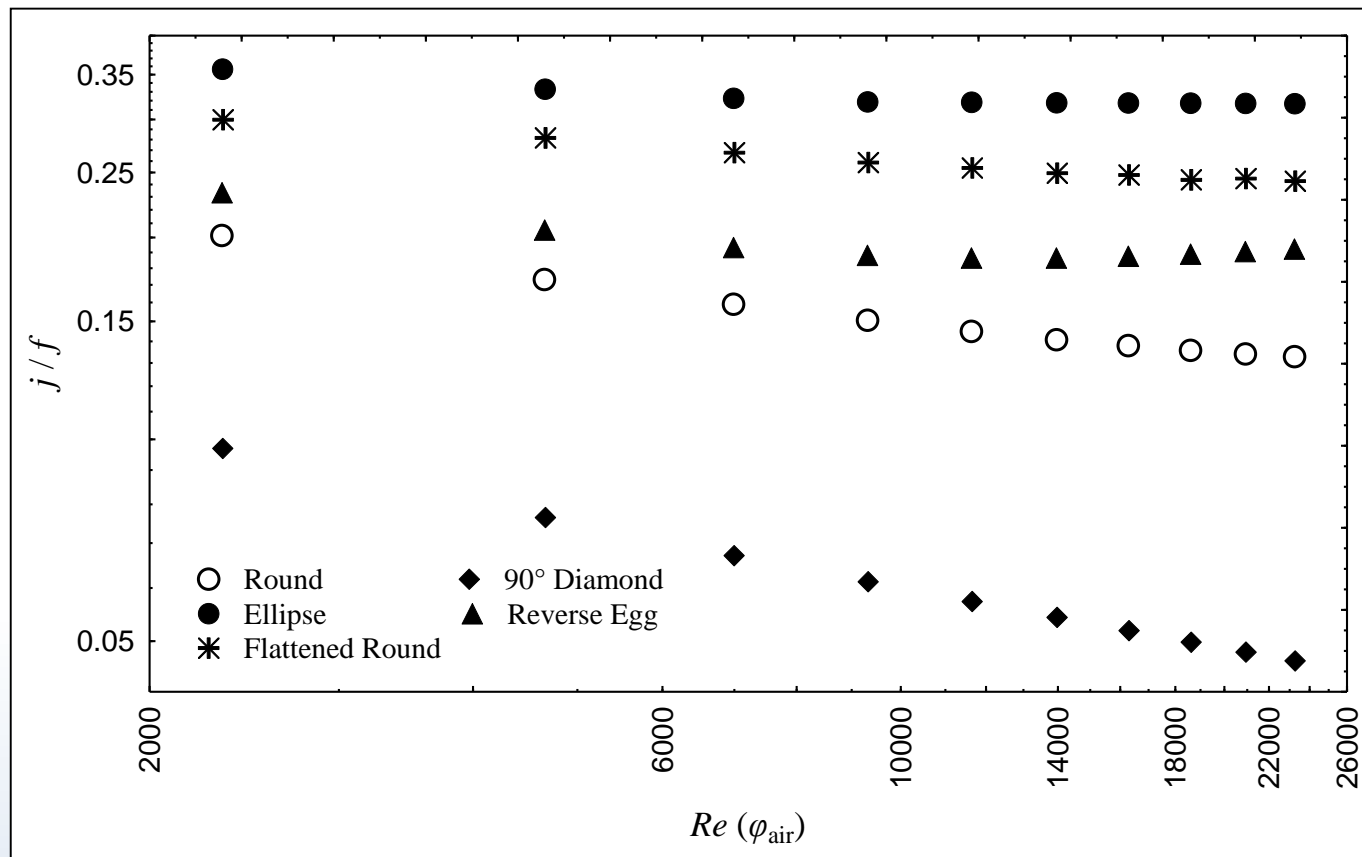 0.35
0.25
0.15
0.05
j / f
Round
Ellipse
Flattened Round
90° Diamond
Reverse Egg
2000
6000
10000
14000
18000
22000
26000
Re (φair)